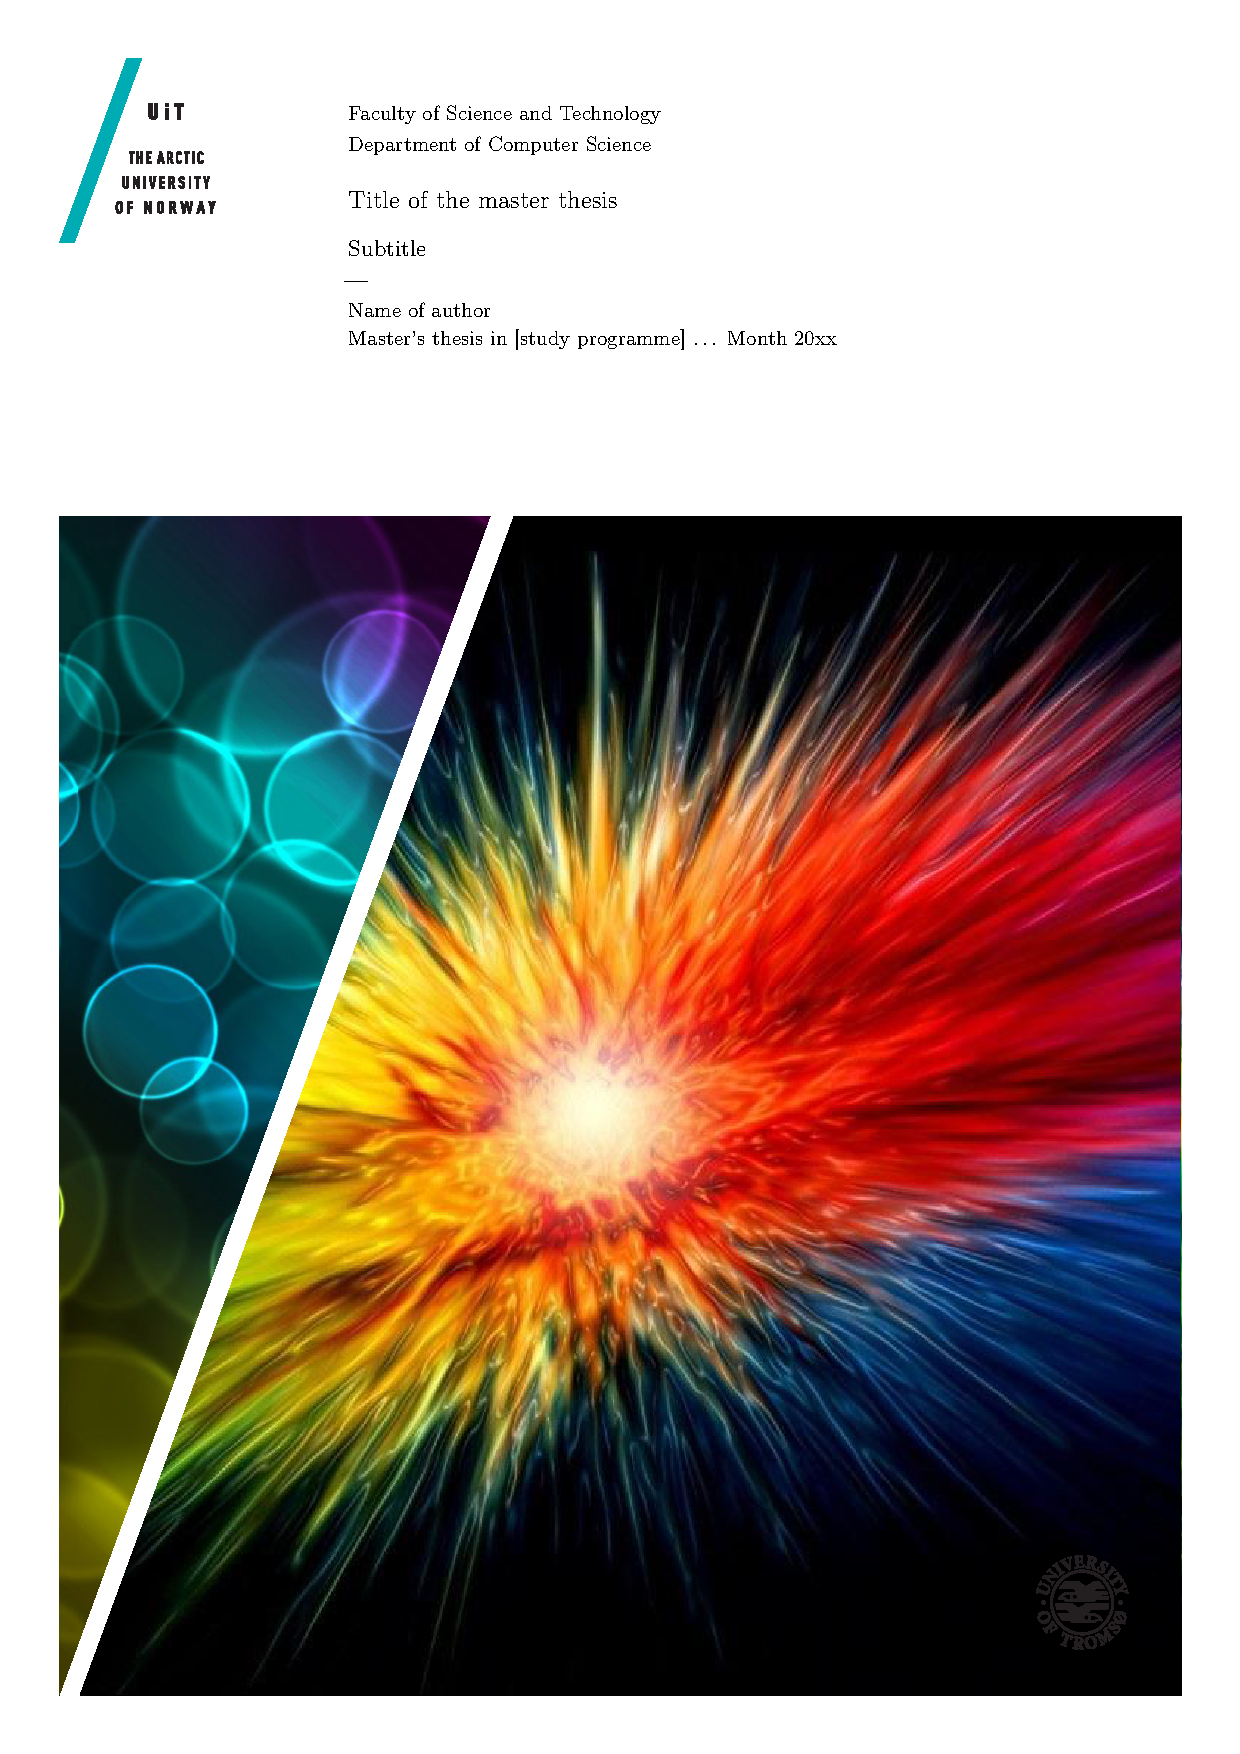 UiT
THE ARCTIC
UNIVERSITY
OF NORWAY
Faculty of Science and Technology
Department of Computer Science
Title of the master thesis
Subtitle
—
Name of author
Master's thesis in [study programme] ... Month 20xx
UNIVERSITY
OF TROMSØ